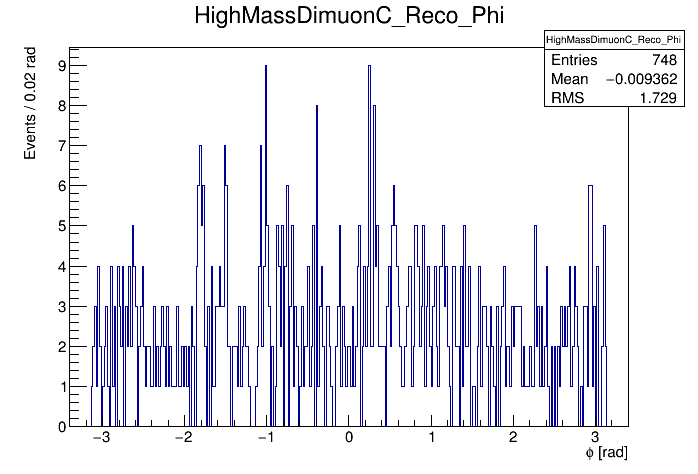 HighMassDimuonC_Reco_Phi
HighMassDimuonC_Reco_Phi
Entries 748
Mean −0.009362
RMS 1.729
Events / 0.02 rad
9
8
7
6
5
4
3
2
1
0
−3 −2 −1 0 1 2 3
ϕ [rad]